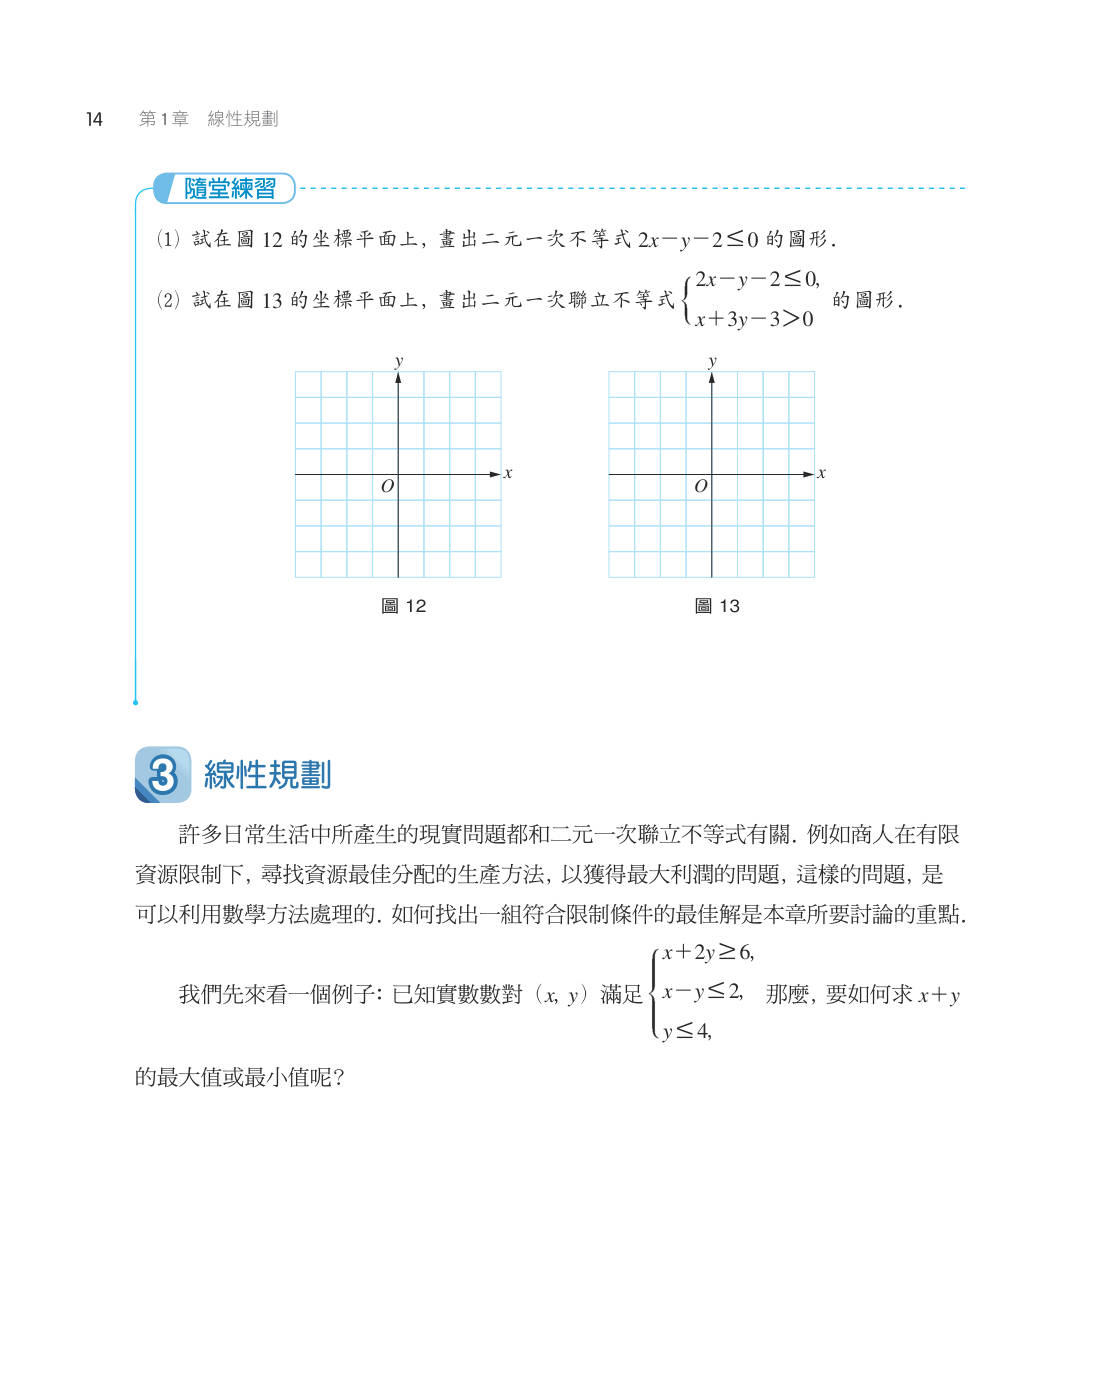 14 第1章 線性規劃
隨堂練習
(1) 試在圖 12 的坐標平面上, 畫出二元一次不等式 2x-y-2≤0 的圖形.
(2) 試在圖 13 的坐標平面上, 畫出二元一次聯立不等式 { 2x-y-2≤0, x+3y-3>0 的圖形.
y y
x x
O O
圖 12 圖 13
3 線性規劃
許多日常生活中所產生的現實問題都和二元一次聯立不等式有關. 例如商人在有限
資源限制下, 尋找資源最佳分配的生產方法, 以獲得最大利潤的問題, 這樣的問題, 是
可以利用數學方法處理的. 如何找出一組符合限制條件的最佳解是本章所要討論的重點.
我們先來看一個例子: 已知實數數對 (x, y) 滿足 { x+2y≥6, x-y≤2, y≤4, 那麼, 要如何求 x+y
的最大值或最小值呢?